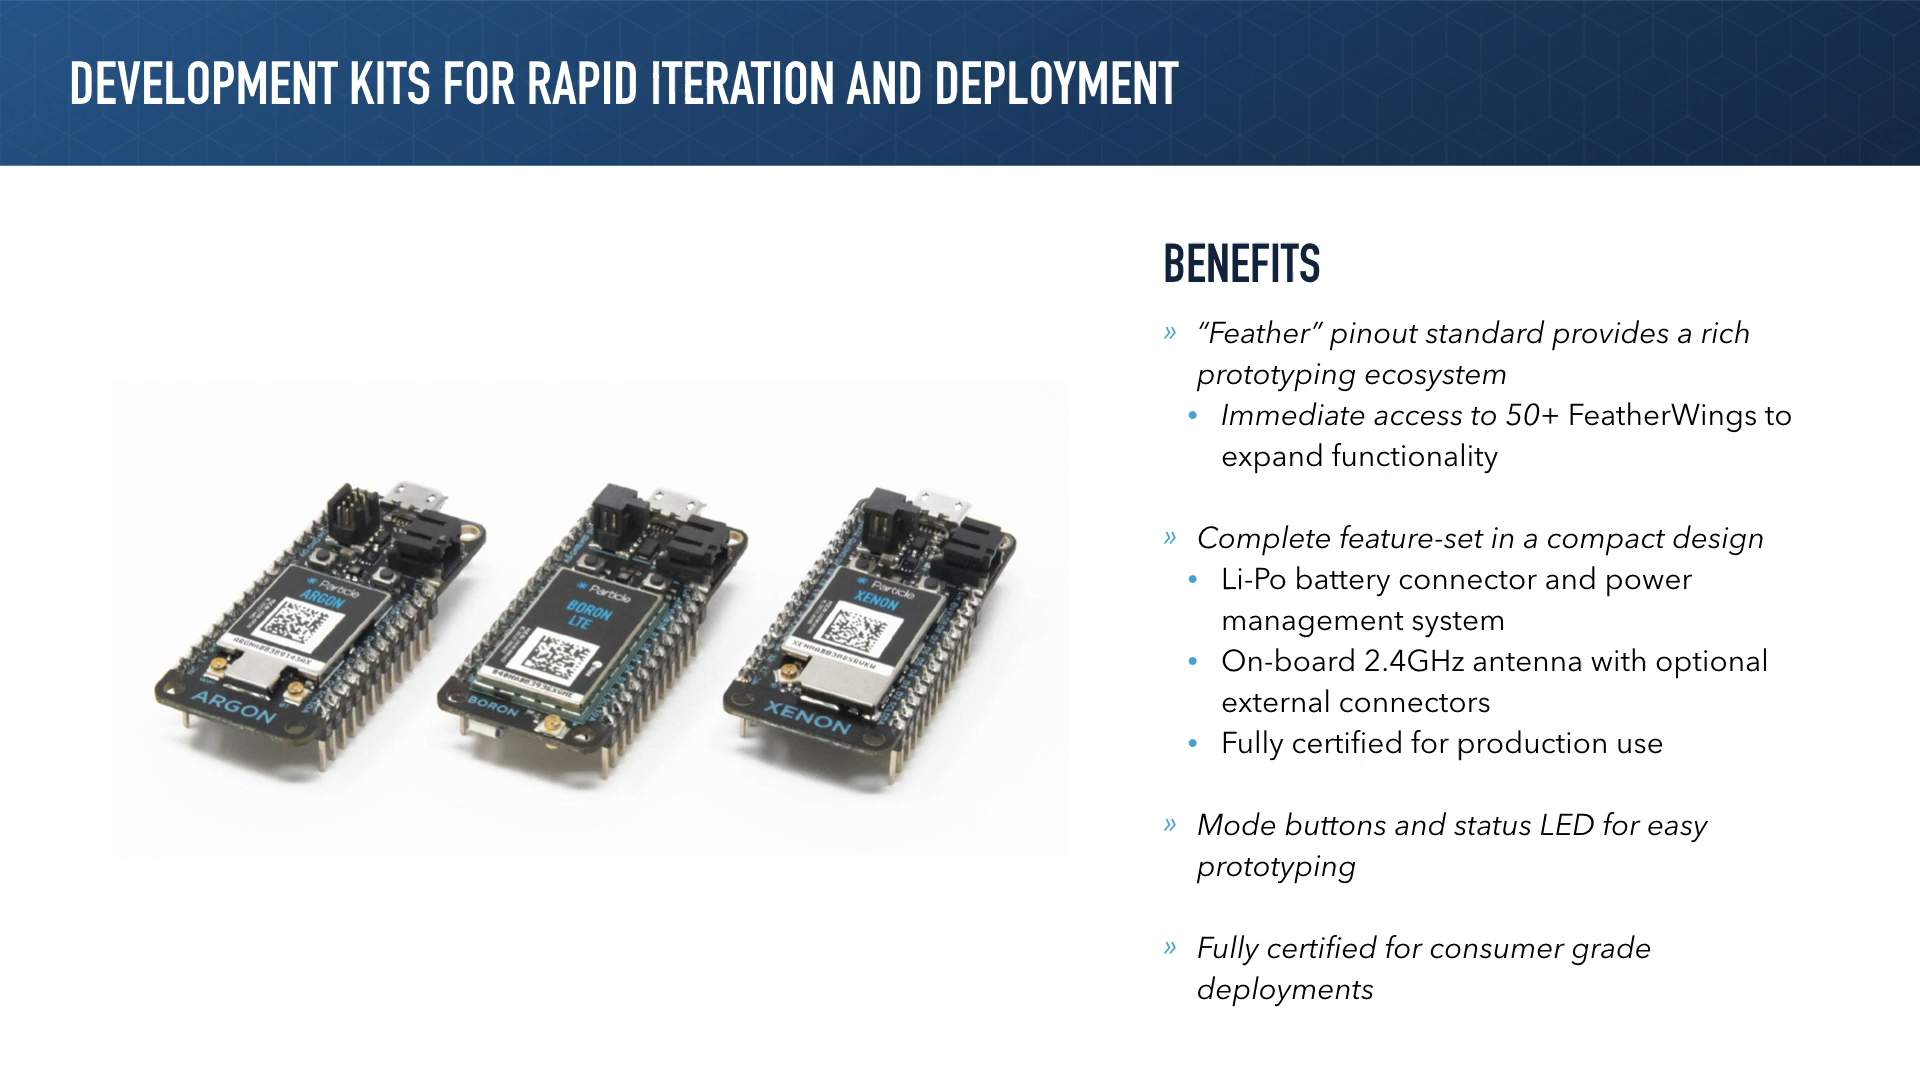 DEVELOPMENT KITS FOR RAPID ITERATION AND DEPLOYMENT
BENEFITS
» “Feather” pinout standard provides a rich
prototyping ecosystem
• Immediate access to 50+ FeatherWings to
expand functionality
» Complete feature-set in a compact design
• Li-Po battery connector and power
management system
• On-board 2.4GHz antenna with optional
external connectors
• Fully certified for production use
» Mode buttons and status LED for easy
prototyping
» Fully certified for consumer grade
deployments
Particle
ARGON
ARGON
Particle
BORON
LTE
BORON
Particle
XENON
XENON